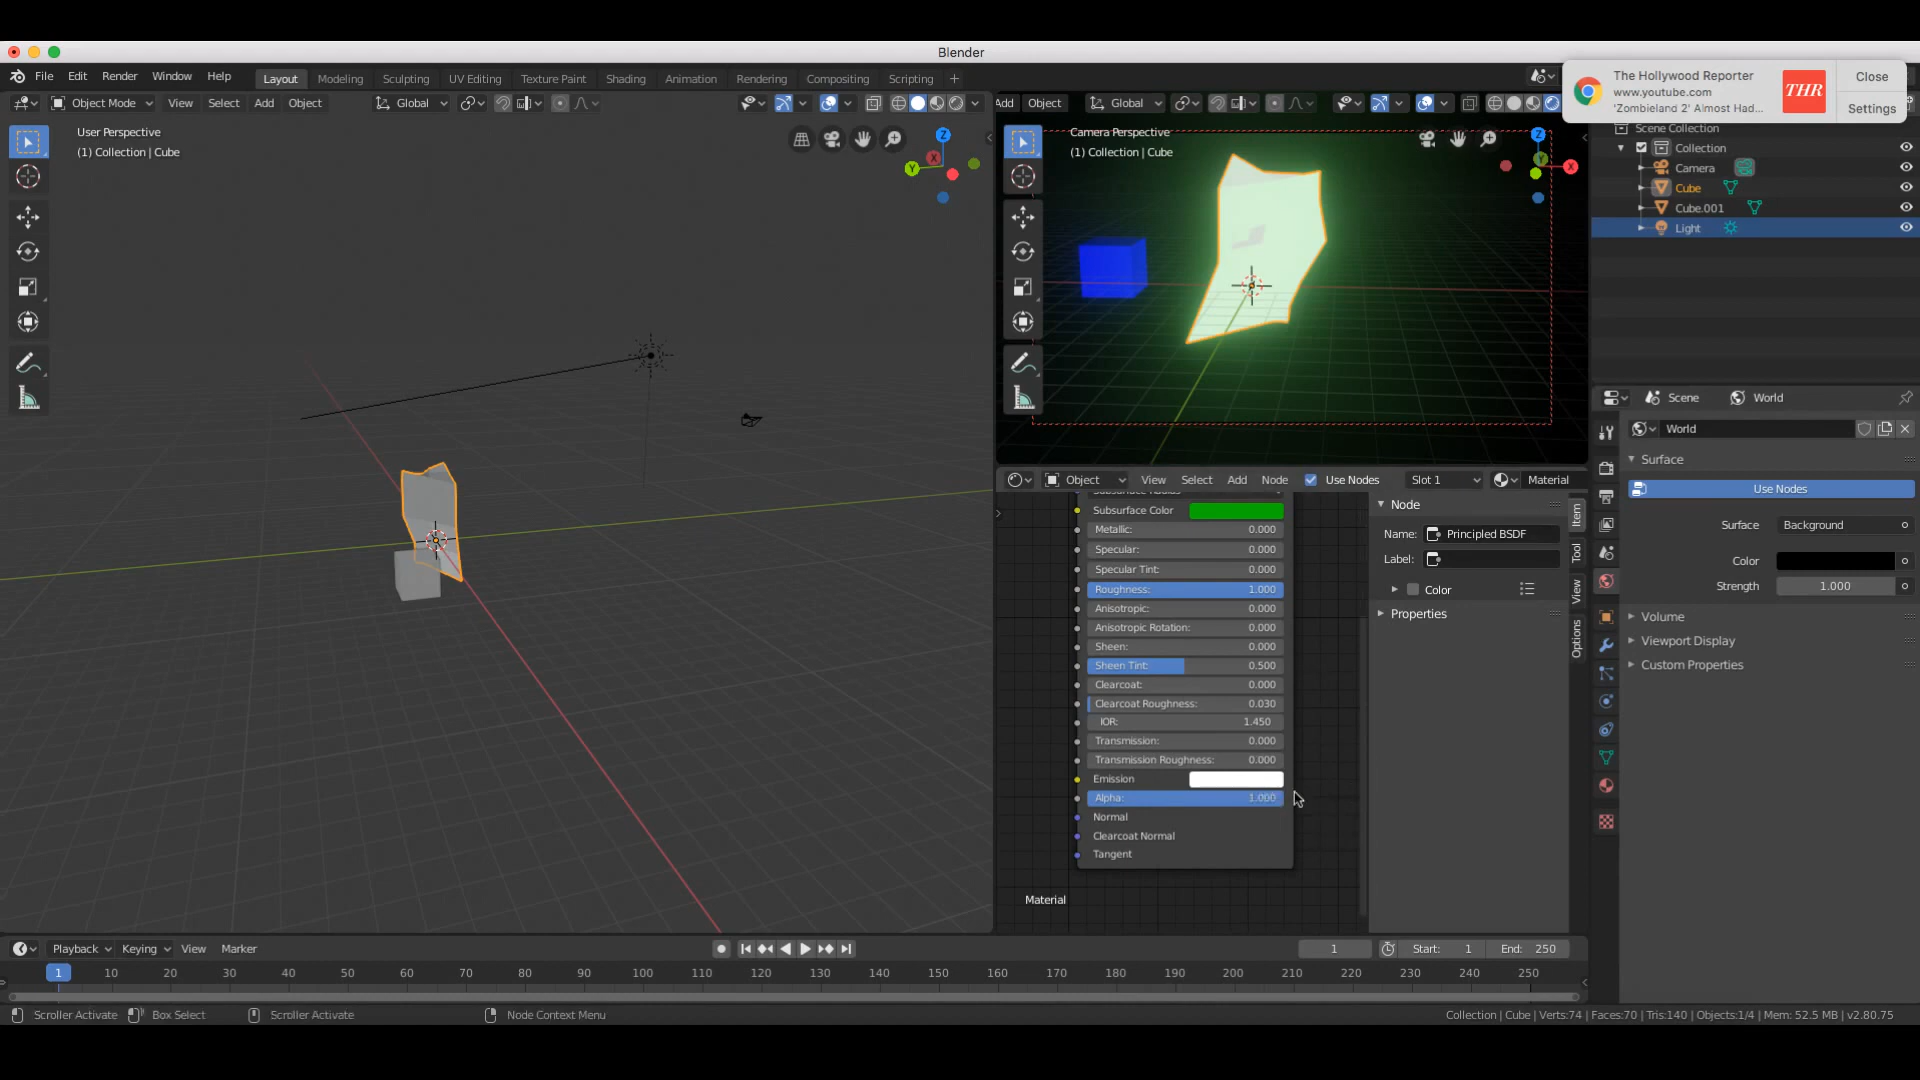 Blender
File Edit Render Window Help
Layout Modeling Sculpting UV Editing Texture Paint Shading Animation Rendering Compositing Scripting +
The Hollywood Reporter
www.youtube.com
'Zombieland 2' Almost Had...
THR
Close
Settings
Object Mode View Select Add Object Global
User Perspective
(1) Collection | Cube
Add Object Global
Camera Perspective
(1) Collection | Cube
Scene Collection
Collection
Camera
Cube
Cube.001
Light
Scene World
World
Surface
Use Nodes
Surface Background
Color
Strength 1.000
Volume
Viewport Display
Custom Properties
Object View Select Add Node Use Nodes Slot 1 Material
Subsurface Color
Metallic: 0.000
Specular: 0.000
Specular Tint: 0.000
Roughness: 1.000
Anisotropic: 0.000
Anisotropic Rotation: 0.000
Sheen: 0.000
Sheen Tint: 0.500
Clearcoat: 0.000
Clearcoat Roughness: 0.030
IOR: 1.450
Transmission: 0.000
Transmission Roughness: 0.000
Emission
Alpha: 1.000
Normal
Clearcoat Normal
Tangent
Material
Node
Name: Principled BSDF
Label:
Color
Properties
Item
Tool
View
Options
Playback Keying View Marker 1 Start: 1 End: 250
1 10 20 30 40 50 60 70 80 90 100 110 120 130 140 150 160 170 180 190 200 210 220 230 240 250
Scroller Activate Box Select Scroller Activate Node Context Menu Collection | Cube | Verts:74 | Faces:70 | Tris:140 | Objects:1/4 | Mem: 52.5 MB | v2.80.75